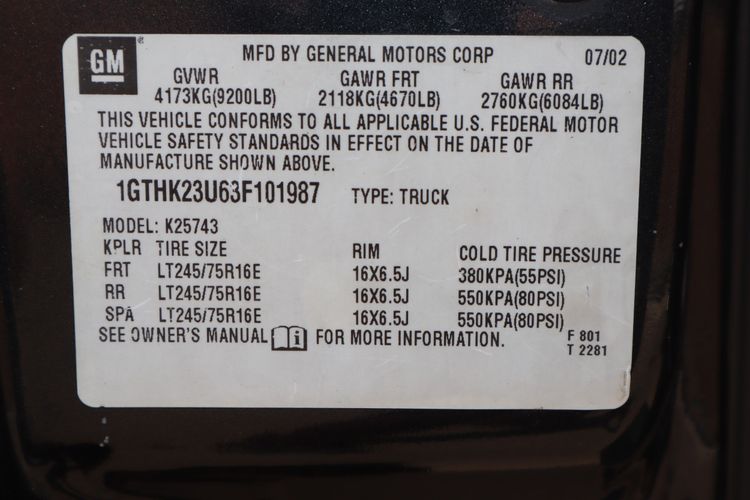 GM
MFD BY GENERAL MOTORS CORP 07/02
GVWR GAWR FRT GAWR RR
4173KG(9200LB) 2118KG(4670LB) 2760KG(6084LB)
THIS VEHICLE CONFORMS TO ALL APPLICABLE U.S. FEDERAL MOTOR
VEHICLE SAFETY STANDARDS IN EFFECT ON THE DATE OF
MANUFACTURE SHOWN ABOVE.
1GTHK23U63F101987 TYPE: TRUCK
MODEL: K25743
KPLR TIRE SIZE RIM COLD TIRE PRESSURE
FRT LT245/75R16E 16X6.5J 380KPA(55PSI)
RR LT245/75R16E 16X6.5J 550KPA(80PSI)
SPA LT245/75R16E 16X6.5J 550KPA(80PSI)
SEE OWNER'S MANUAL i FOR MORE INFORMATION. F 801
T 2281